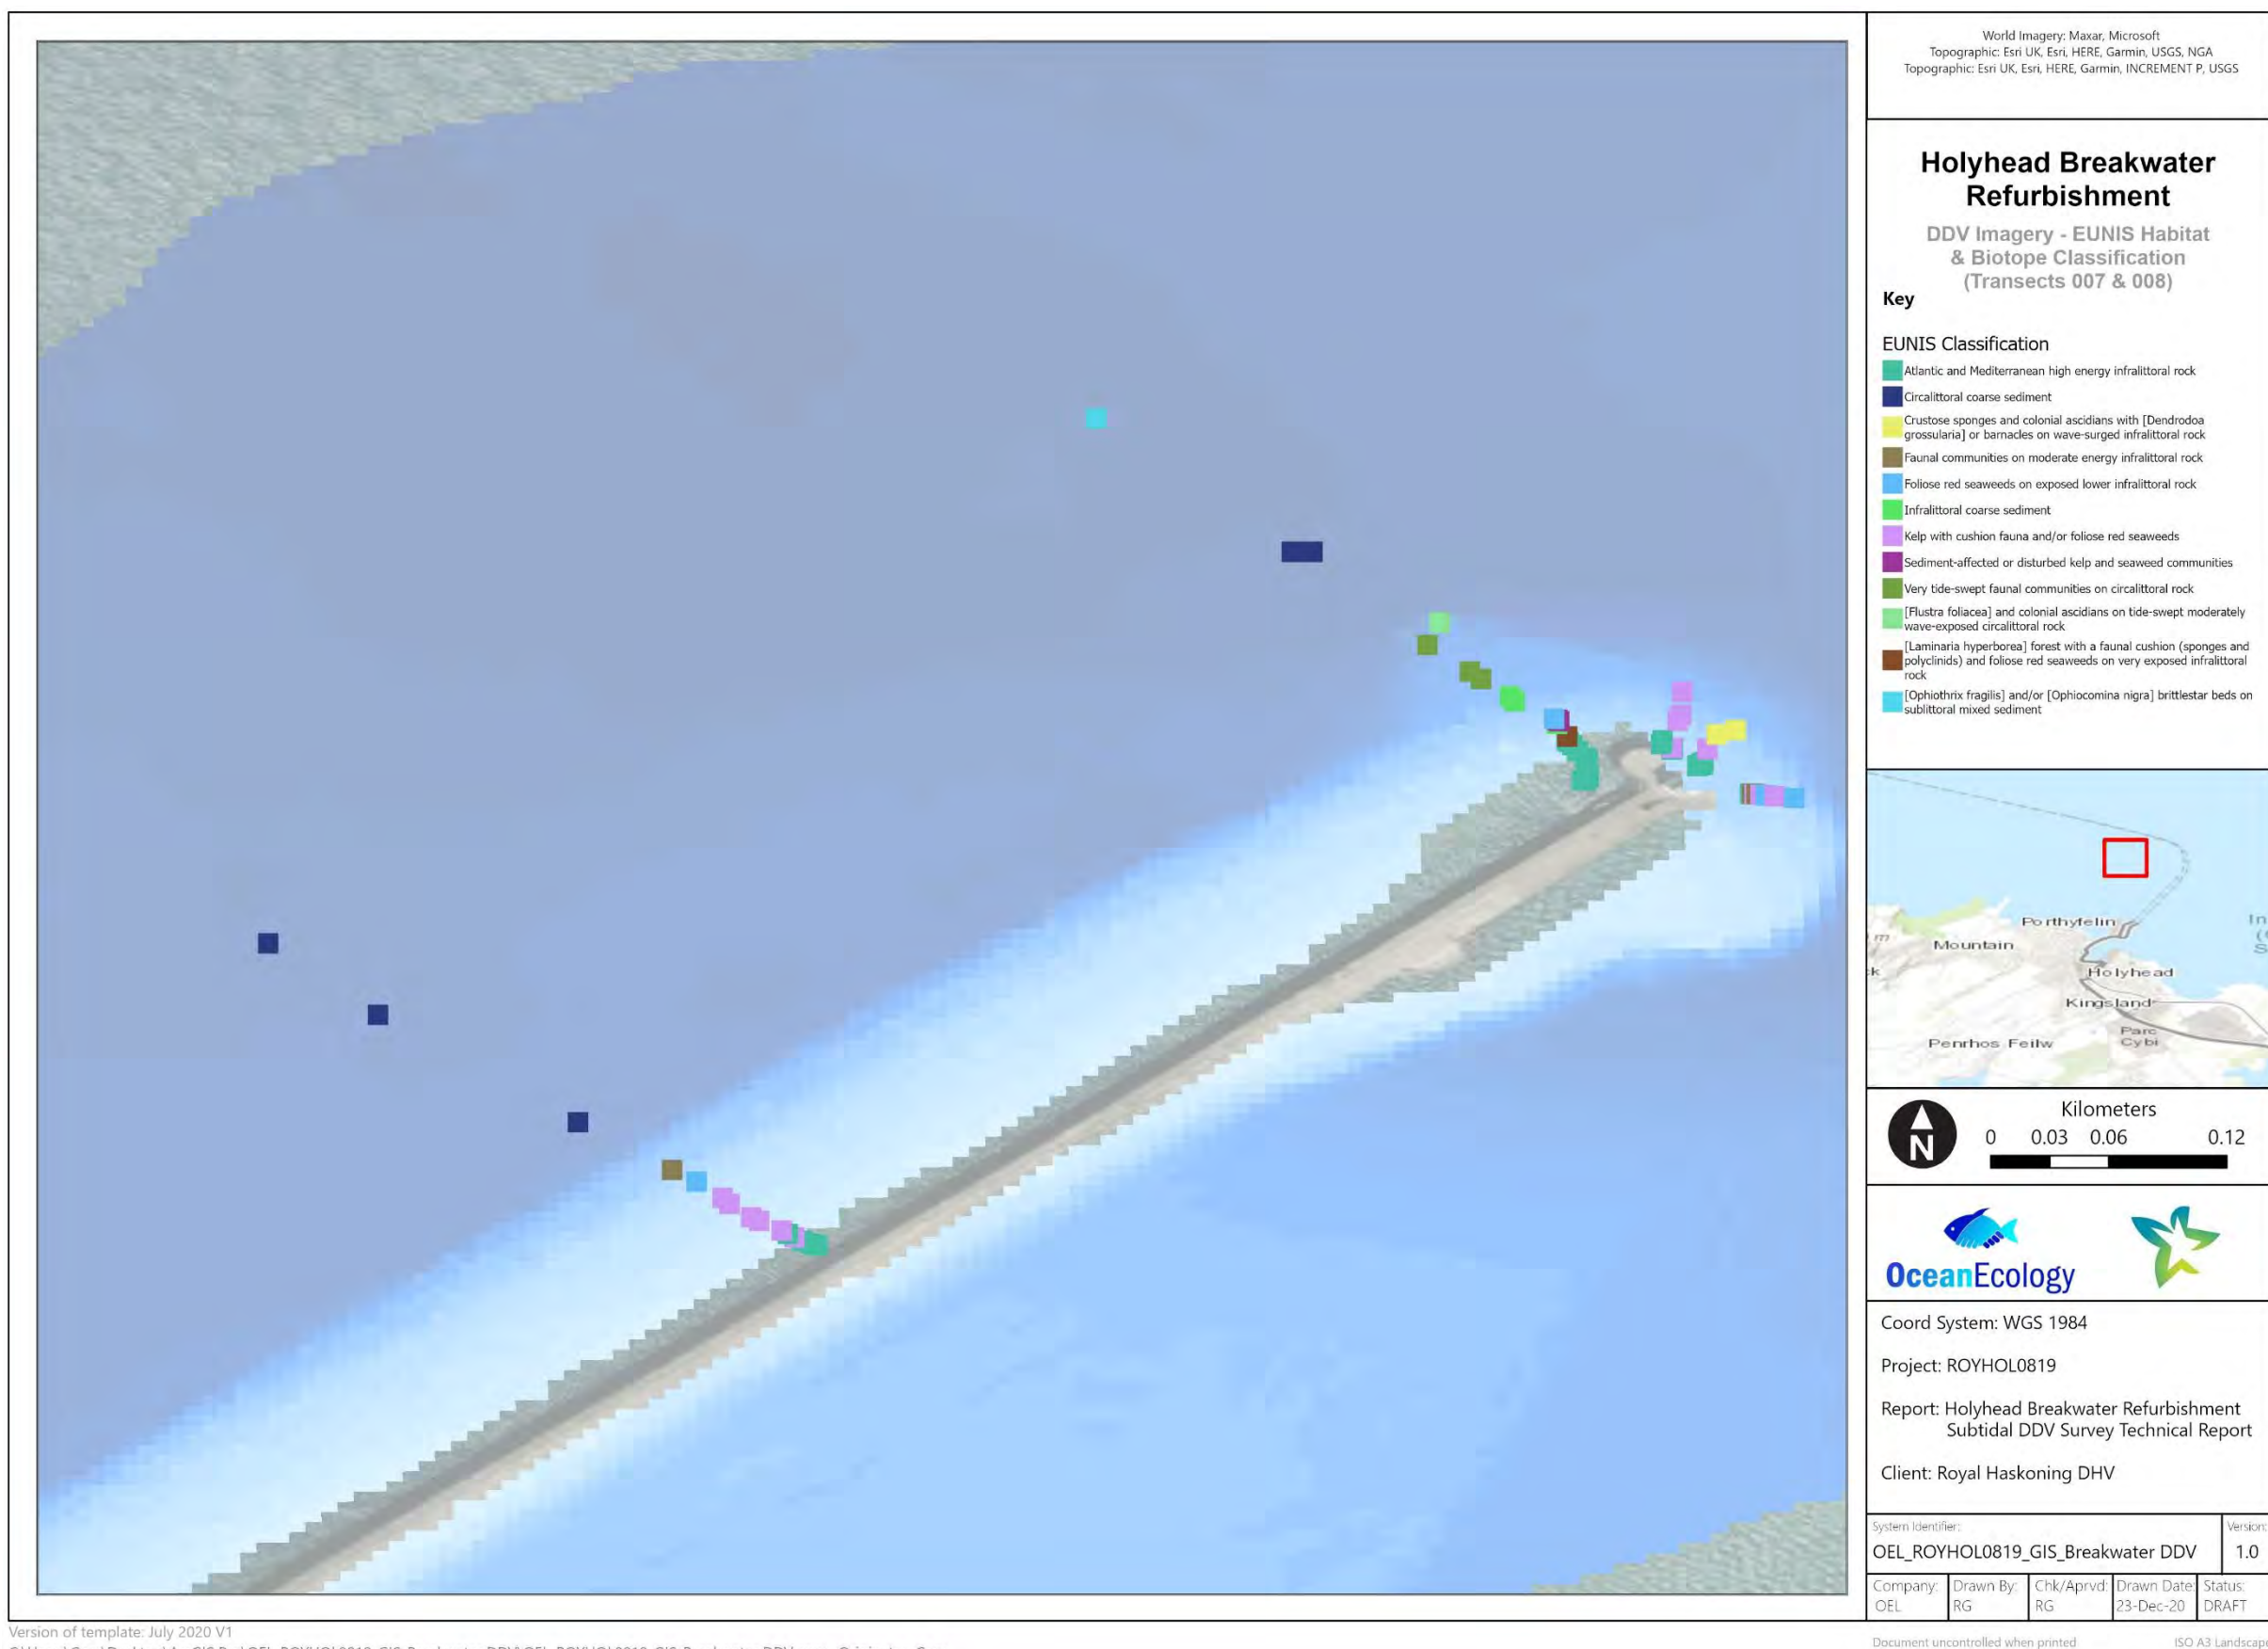 World Imagery: Maxar, Microsoft
Topographic: Esri UK, Esri, HERE, Garmin, USGS, NGA
Topographic: Esri UK, Esri, HERE, Garmin, INCREMENT P, USGS
Holyhead Breakwater
Refurbishment
DDV Imagery - EUNIS Habitat
& Biotope Classification
(Transects 007 & 008)
Key
EUNIS Classification
Atlantic and Mediterranean high energy infralittoral rock
Circalittoral coarse sediment
Crustose sponges and colonial ascidians with [Dendrodoa
grossularia] or barnacles on wave-surged infralittoral rock
Faunal communities on moderate energy infralittoral rock
Foliose red seaweeds on exposed lower infralittoral rock
Infralittoral coarse sediment
Kelp with cushion fauna and/or foliose red seaweeds
Sediment-affected or disturbed kelp and seaweed communities
Very tide-swept faunal communities on circalittoral rock
[Flustra foliacea] and colonial ascidians on tide-swept moderately
wave-exposed circalittoral rock
[Laminaria hyperborea] forest with a faunal cushion (sponges and
polyclinids) and foliose red seaweeds on very exposed infralittoral
rock
[Ophiothrix fragilis] and/or [Ophiocomina nigra] brittlestar beds on
sublittoral mixed sediment
Porthyfelin
In
m
Mountain
(
S
k
Holyhead
Kingsland
Parc
Cybi
Penrhos Feilw
N
Kilometers
0 0.03 0.06 0.12
OceanEcology
Coord System: WGS 1984
Project: ROYHOL0819
Report: Holyhead Breakwater Refurbishment
Subtidal DDV Survey Technical Report
Client: Royal Haskoning DHV
System Identifier:
OEL_ROYHOL0819_GIS_Breakwater DDV
Version:
1.0
Company: Drawn By: Chk/Aprvd: Drawn Date: Status:
OEL RG RG 23-Dec-20 DRAFT
Version of template: July 2020 V1
Document uncontrolled when printed ISO A3 Landscap